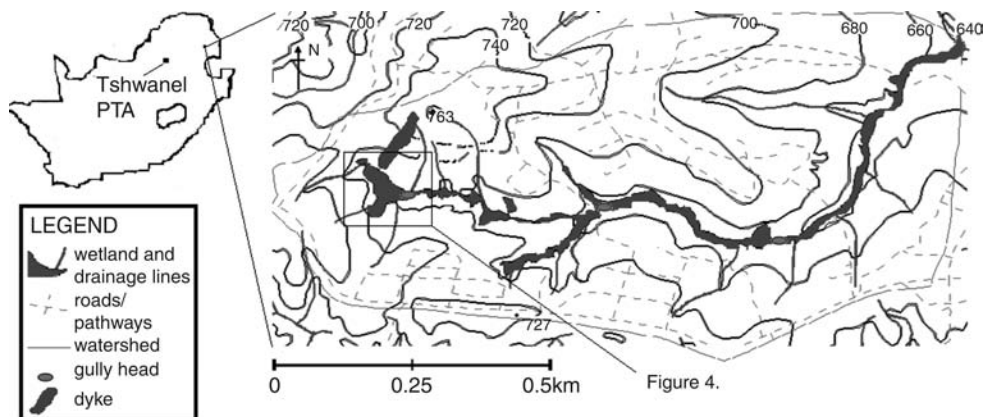 720 700 720 720 700 680 660 640
N
740
Tshwanel
PTA
763
LEGEND
wetland and
drainage lines
roads/
pathways
watershed
gully head
dyke
727
0 0.25 0.5km
Figure 4.